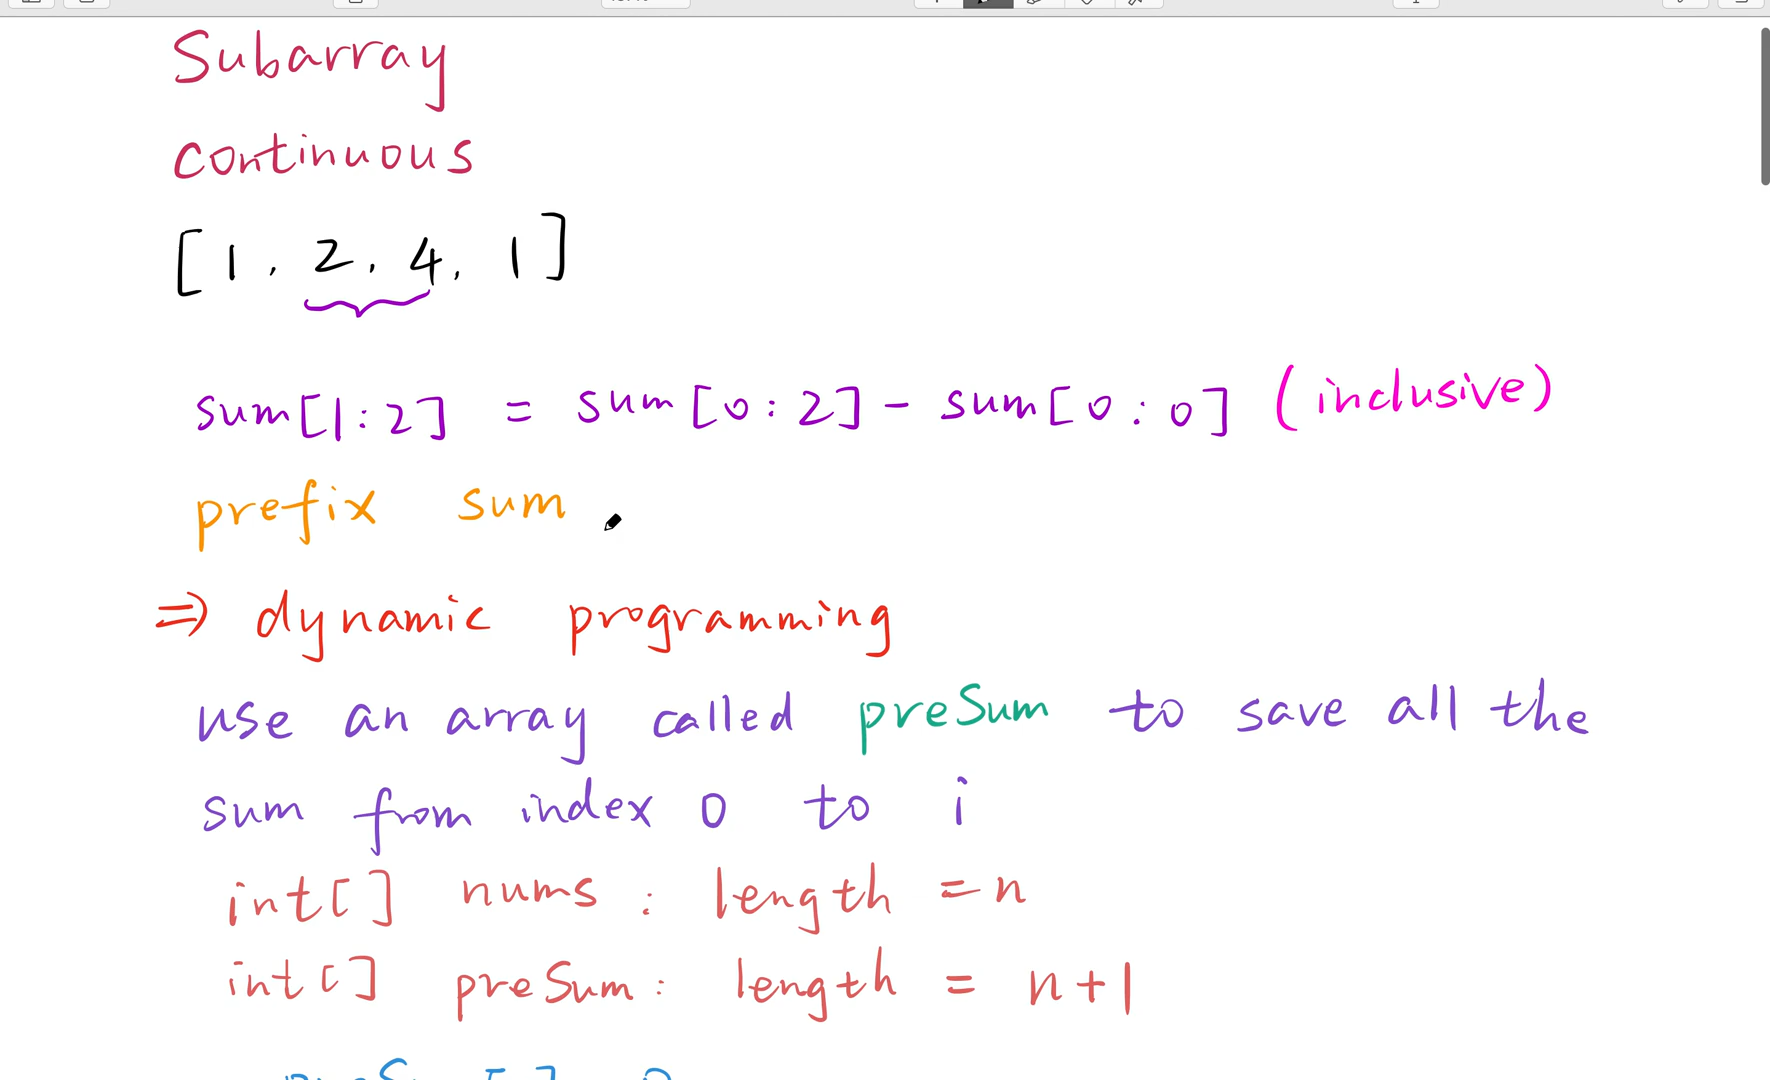 Subarray
continuous
[1, 2, 4, 1]
sum[1:2] = sum[0:2] - sum[0:0] (inclusive)
prefix sum
⇒ dynamic programming
use an array called preSum to save all the
sum from index 0 to i
int[] nums: length = n
int[] preSum: length = n+1